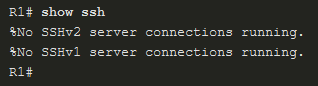 R1# show ssh
%No SSHv2 server connections running.
%No SSHv1 server connections running.
R1#